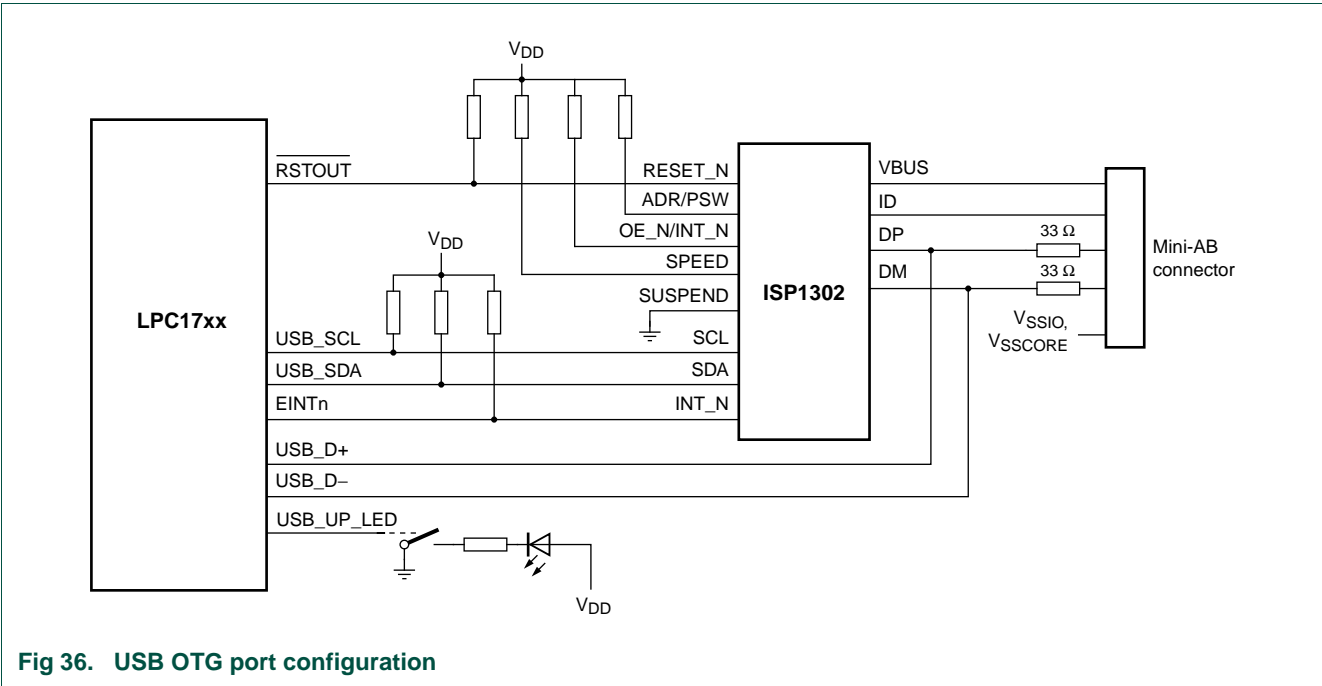 VDD
RSTOUT
RESET_N
ADR/PSW
OE_N/INT_N
SPEED
SUSPEND
SCL
SDA
INT_N
VDD
LPC17xx
USB_SCL
USB_SDA
EINTn
USB_D+
USB_D−
USB_UP_LED
VDD
ISP1302
VBUS
ID
DP
DM
33 Ω
33 Ω
VSSIO,
VSSCORE
Mini-AB
connector
Fig 36. USB OTG port configuration